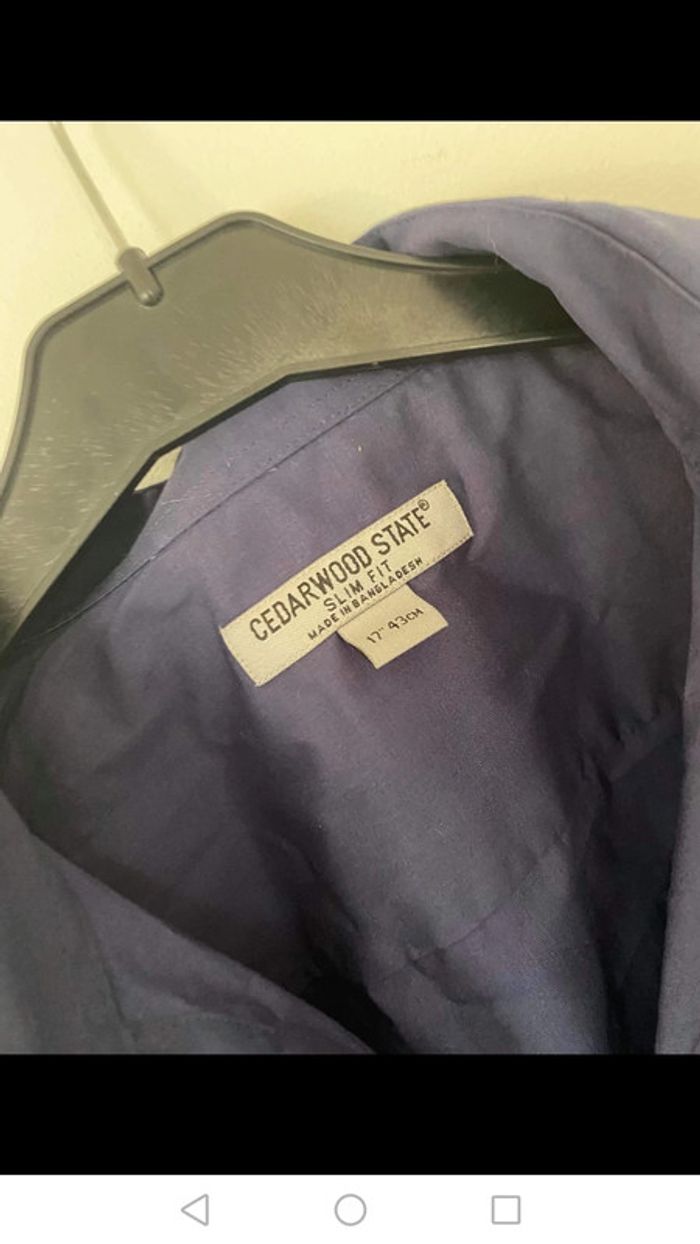 CEDARWOOD STATE®
SLIM FIT
MADE IN BANGLADESH
17" 43CM